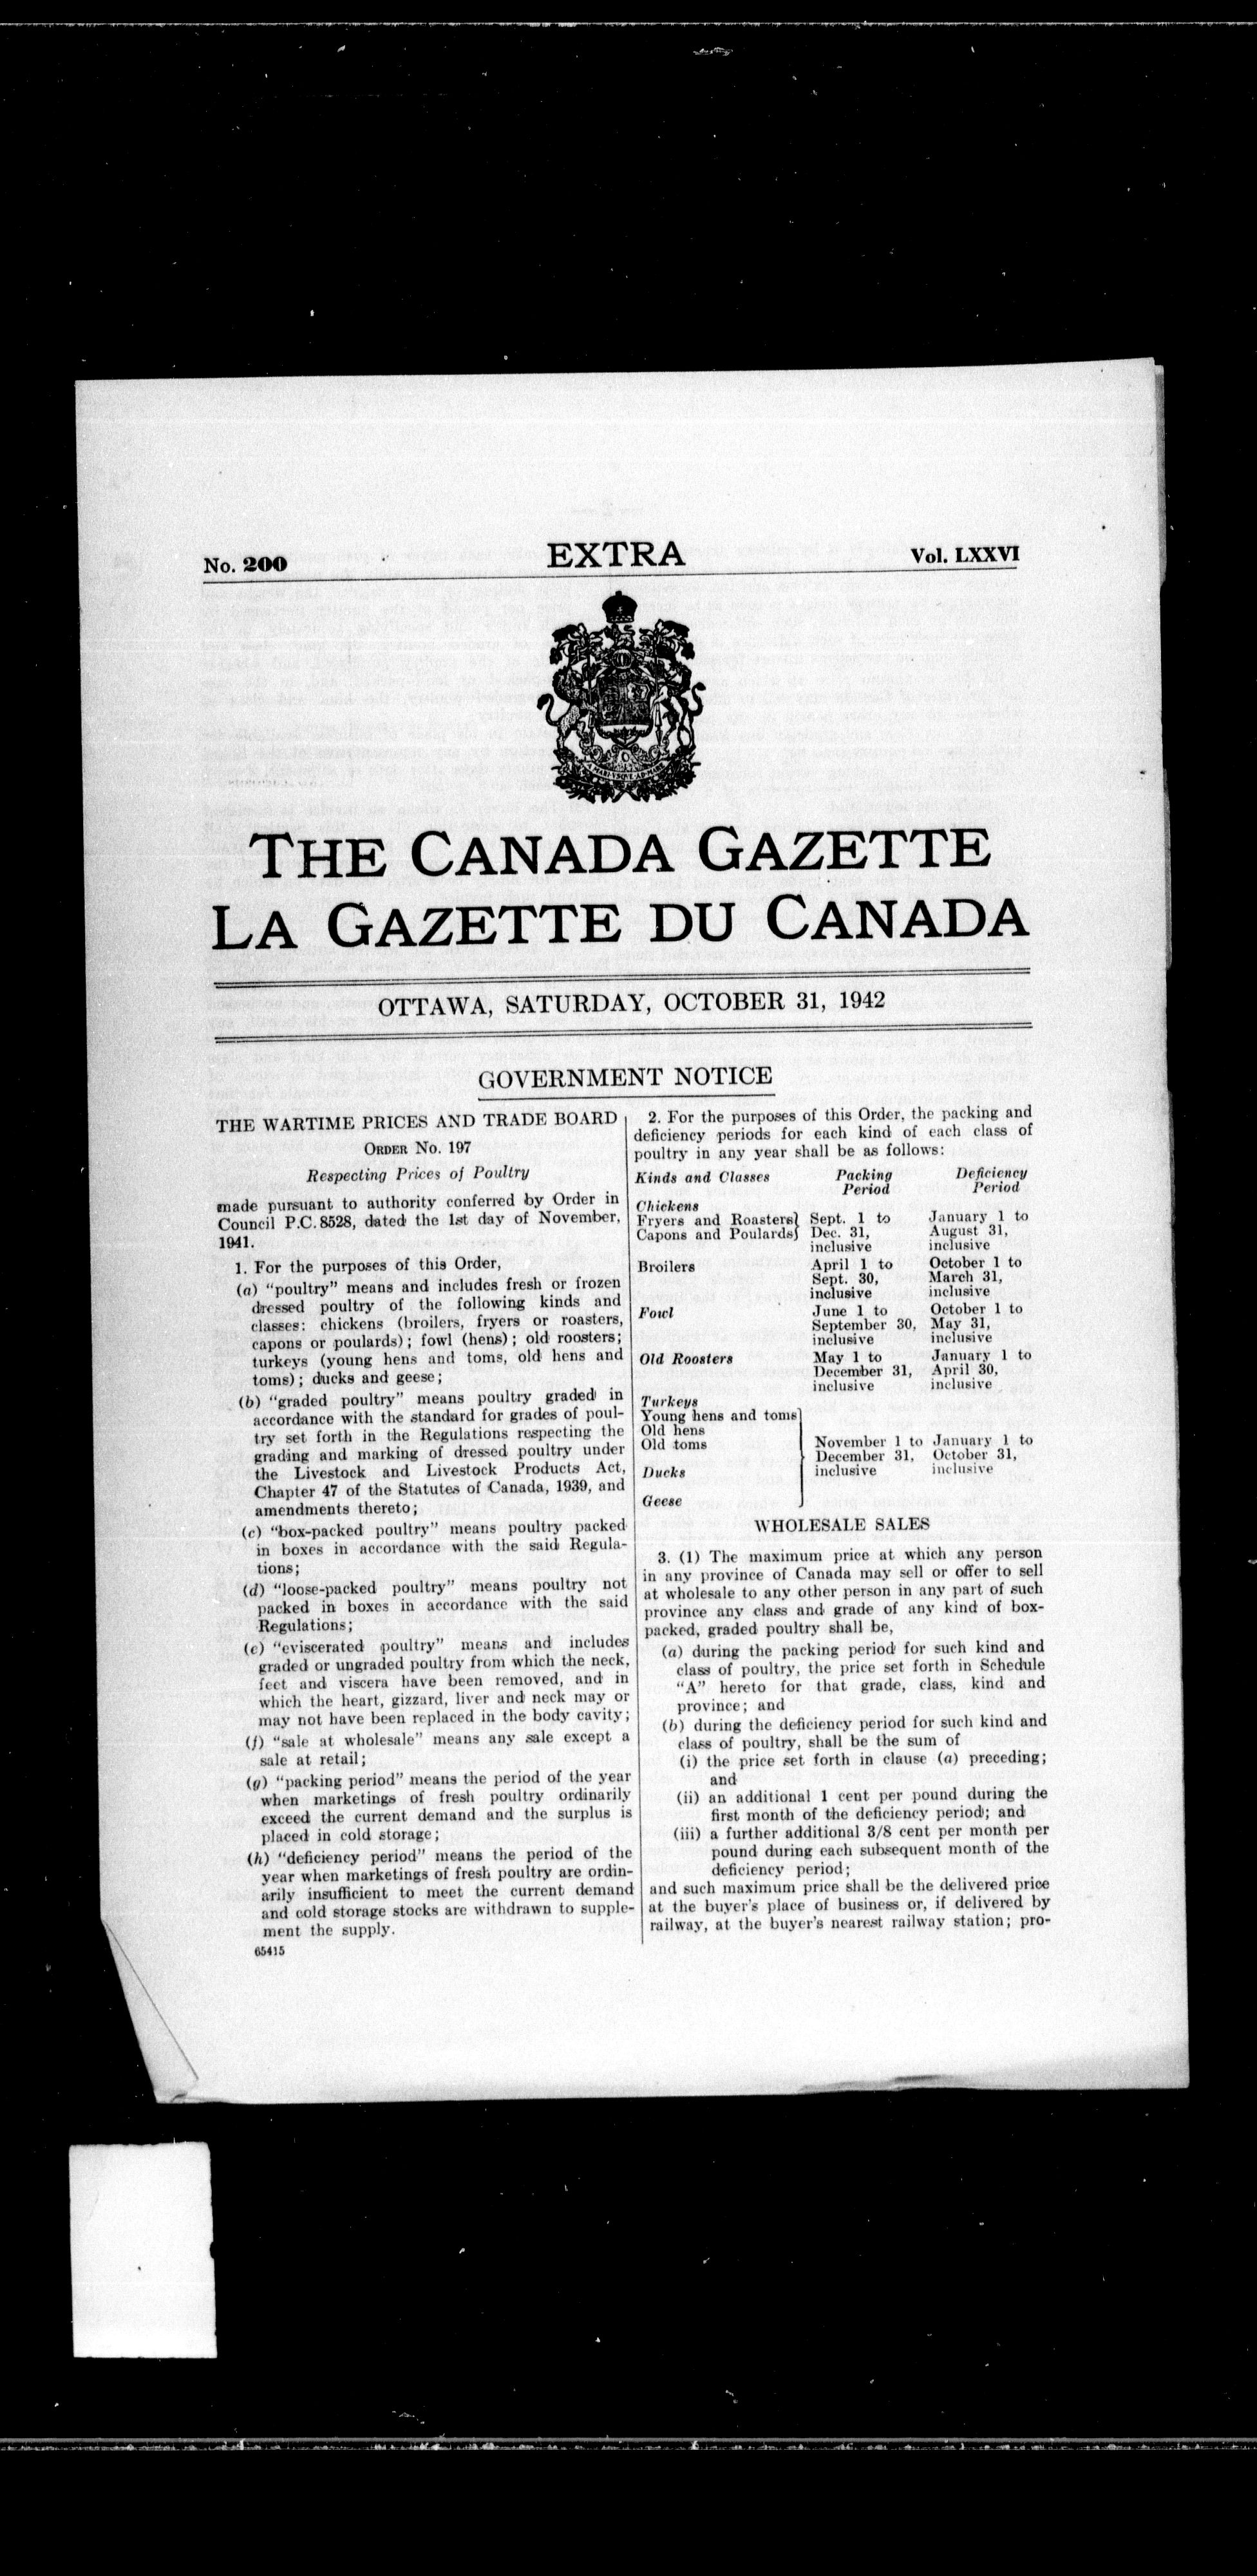 No. 200
EXTRA
Vol. LXXVI
A MARI VSQVE AD MARE
THE CANADA GAZETTE
LA GAZETTE DU CANADA
OTTAWA, SATURDAY, OCTOBER 31, 1942
GOVERNMENT NOTICE
THE WARTIME PRICES AND TRADE BOARD
ORDER No. 197
Respecting Prices of Poultry
made pursuant to authority conferred by Order in
Council P.C. 8528, dated the 1st day of November,
1941.
1. For the purposes of this Order,
(a) "poultry" means and includes fresh or frozen
dressed poultry of the following kinds and
classes: chickens (broilers, fryers or roasters,
capons or poulards); fowl (hens); old roosters;
turkeys (young hens and toms, old hens and
toms); ducks and geese;
(b) "graded poultry" means poultry graded in
accordance with the standard for grades of poul-
try set forth in the Regulations respecting the
grading and marking of dressed poultry under
the Livestock and Livestock Products Act,
Chapter 47 of the Statutes of Canada, 1939, and
amendments thereto;
(c) "box-packed poultry" means poultry packed
in boxes in accordance with the said Regula-
tions;
(d) "loose-packed poultry" means poultry not
packed in boxes in accordance with the said
Regulations;
(e) "eviscerated poultry" means and includes
graded or ungraded poultry from which the neck,
feet and viscera have been removed, and in
which the heart, gizzard, liver and neck may or
may not have been replaced in the body cavity;
(f) "sale at wholesale" means any sale except a
sale at retail;
(g) "packing period" means the period of the year
when marketings of fresh poultry ordinarily
exceed the current demand and the surplus is
placed in cold storage;
(h) "deficiency period" means the period of the
year when marketings of fresh poultry are ordin-
arily insufficient to meet the current demand
and cold storage stocks are withdrawn to supple-
ment the supply.
65415
2. For the purposes of this Order, the packing and
deficiency periods for each kind of each class of
poultry in any year shall be as follows:
Kinds and Classes Packing Deficiency
Period Period
Chickens
Fryers and Roasters} Sept. 1 to January 1 to
Capons and Poulards} Dec. 31, August 31,
inclusive inclusive
Broilers April 1 to October 1 to
Sept. 30, March 31,
inclusive inclusive
Fowl June 1 to October 1 to
September 30, May 31,
inclusive inclusive
Old Roosters May 1 to January 1 to
December 31, April 30,
inclusive inclusive
Turkeys
Young hens and toms
Old hens
Old toms November 1 to January 1 to
December 31, October 31,
Ducks inclusive inclusive
Geese
WHOLESALE SALES
3. (1) The maximum price at which any person
in any province of Canada may sell or offer to sell
at wholesale to any other person in any part of such
province any class and grade of any kind of box-
packed, graded poultry shall be,
(a) during the packing period for such kind and
class of poultry, the price set forth in Schedule
"A" hereto for that grade, class, kind and
province; and
(b) during the deficiency period for such kind and
class of poultry, shall be the sum of
(i) the price set forth in clause (a) preceding;
and
(ii) an additional 1 cent per pound during the
first month of the deficiency period; and
(iii) a further additional 3/8 cent per month per
pound during each subsequent month of the
deficiency period;
and such maximum price shall be the delivered price
at the buyer's place of business or, if delivered by
railway, at the buyer's nearest railway station; pro-